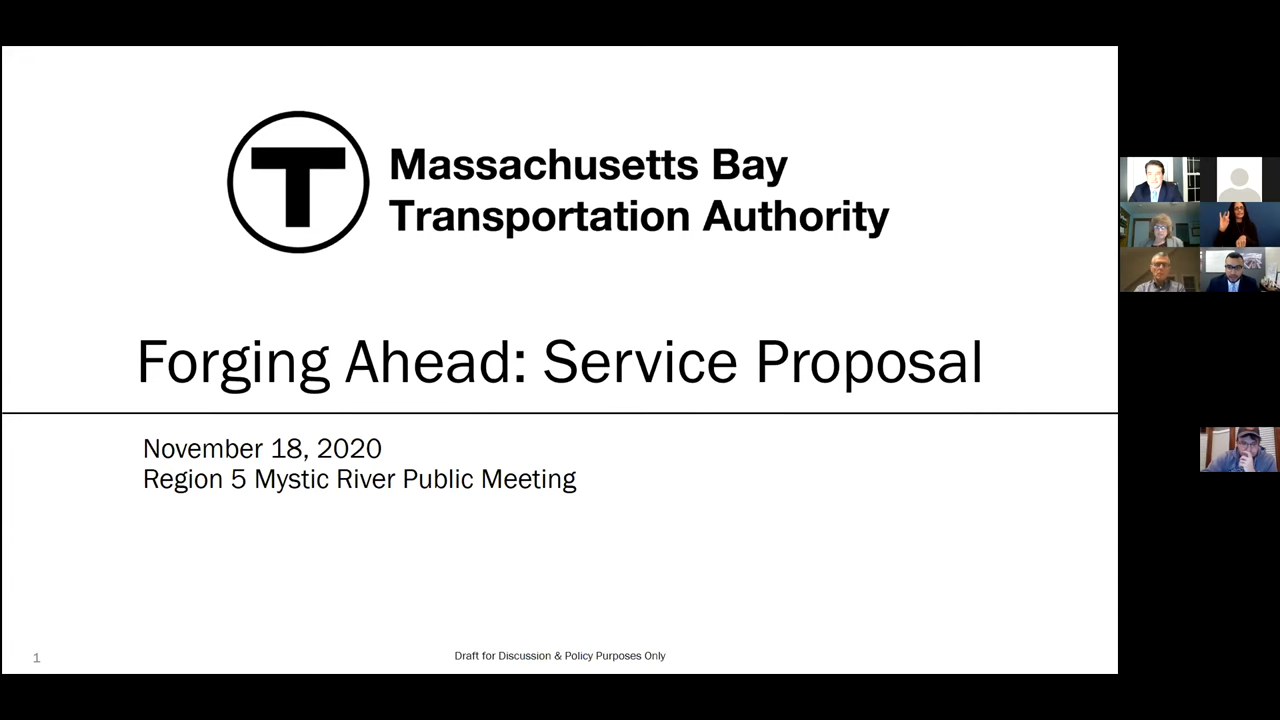 T
Massachusetts Bay
Transportation Authority
Forging Ahead: Service Proposal
November 18, 2020
Region 5 Mystic River Public Meeting
1
Draft for Discussion & Policy Purposes Only